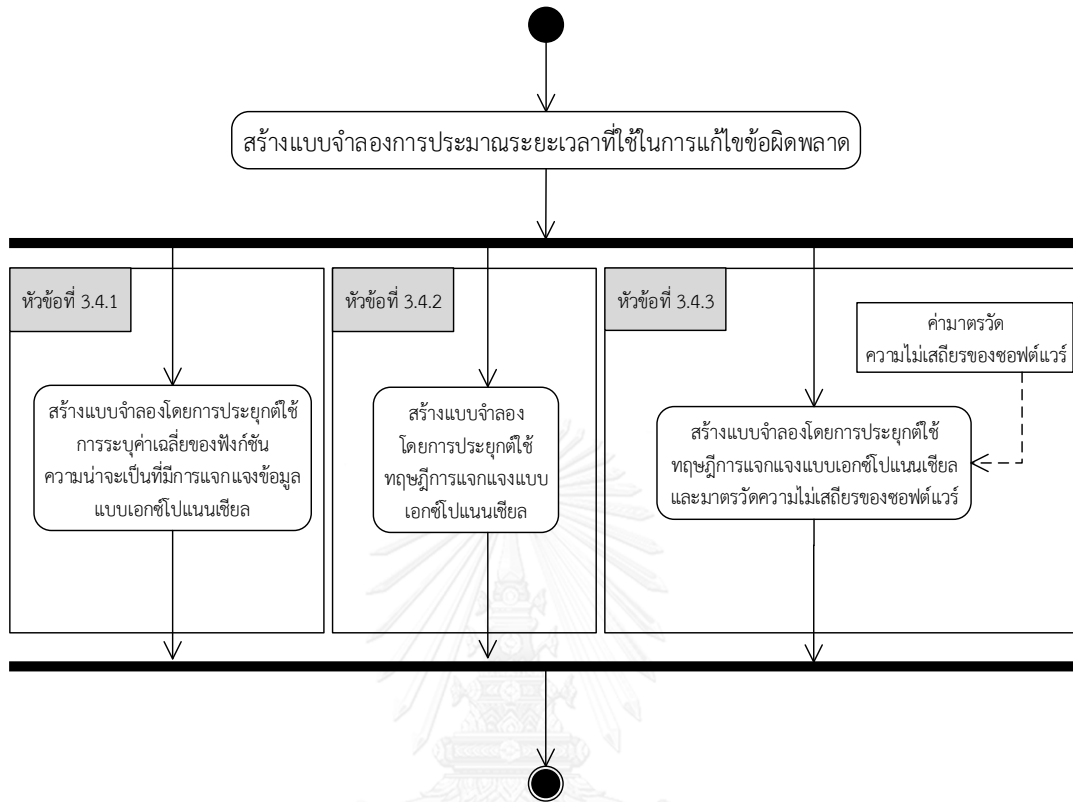 สร้างแบบจำลองการประมาณระยะเวลาที่ใช้ในการแก้ไขข้อผิดพลาด
หัวข้อที่ 3.4.1
สร้างแบบจำลองโดยการประยุกต์ใช้
การระบุค่าเฉลี่ยของฟังก์ชัน
ความน่าจะเป็นที่มีการแจกแจงข้อมูล
แบบเอกซ์โปแนนเชียล
หัวข้อที่ 3.4.2
สร้างแบบจำลอง
โดยการประยุกต์ใช้
ทฤษฎีการแจกแจงแบบ
เอกซ์โปแนนเชียล
หัวข้อที่ 3.4.3
ค่ามาตรวัด
ความไม่เสถียรของซอฟต์แวร์
สร้างแบบจำลองโดยการประยุกต์ใช้
ทฤษฎีการแจกแจงแบบเอกซ์โปแนนเชียล
และมาตรวัดความไม่เสถียรของซอฟต์แวร์